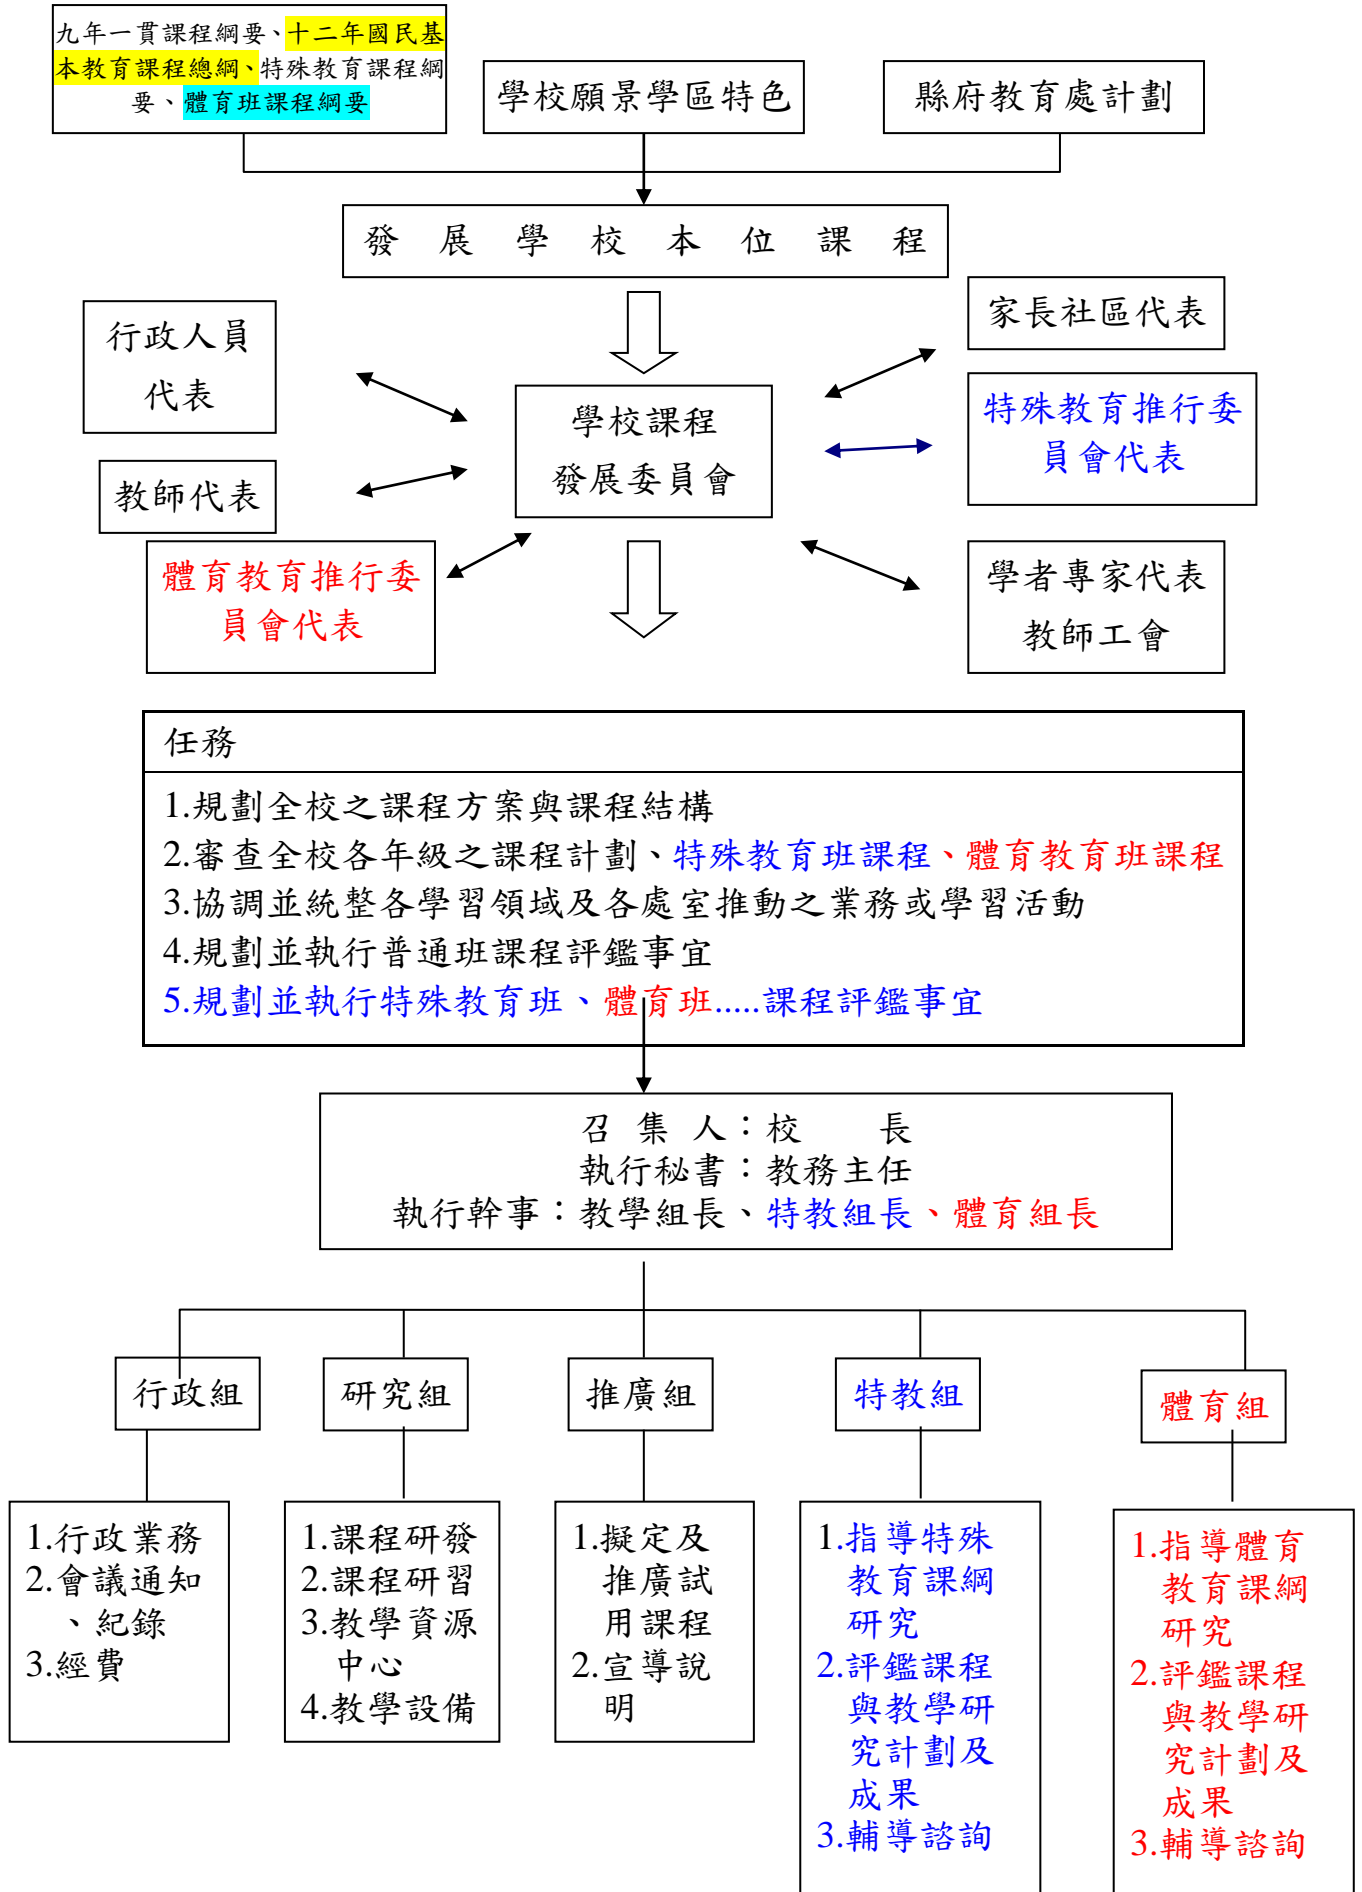 九年一貫課程綱要、十二年國民基
本教育課程總綱、特殊教育課程綱
要、體育班課程綱要
學校願景學區特色
縣府教育處計劃
發展學校本位課程
行政人員
代表
教師代表
體育教育推行委
員會代表
學校課程
發展委員會
家長社區代表
特殊教育推行委
員會代表
學者專家代表
教師工會
任務
1.規劃全校之課程方案與課程結構
2.審查全校各年級之課程計劃、特殊教育班課程、體育教育班課程
3.協調並統整各學習領域及各處室推動之業務或學習活動
4.規劃並執行普通班課程評鑑事宜
5.規劃並執行特殊教育班、體育班.....課程評鑑事宜
召集人：校長
執行秘書：教務主任
執行幹事：教學組長、特教組長、體育組長
行政組
研究組
推廣組
特教組
體育組
1.行政業務
2.會議通知
、紀錄
3.經費
1.課程研發
2.課程研習
3.教學資源
中心
4.教學設備
1.擬定及
推廣試
用課程
2.宣導說
明
1.指導特殊
教育課綱
研究
2.評鑑課程
與教學研
究計劃及
成果
3.輔導諮詢
1.指導體育
教育課綱
研究
2.評鑑課程
與教學研
究計劃及
成果
3.輔導諮詢